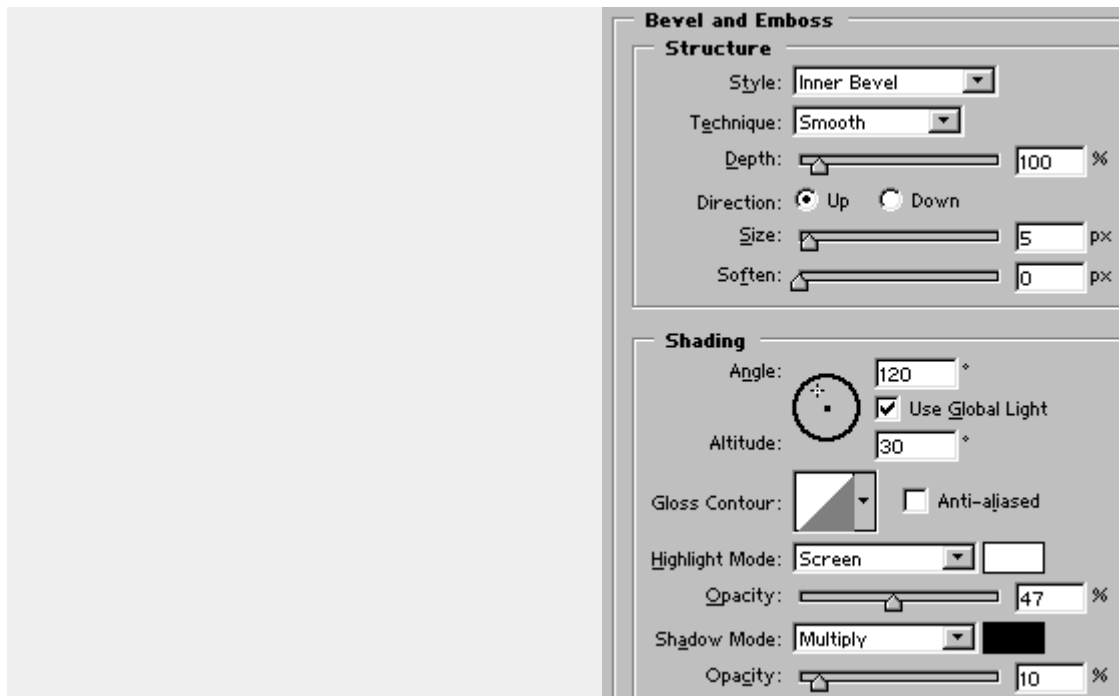 Bevel and Emboss
Structure
Style: Inner Bevel
Technique: Smooth
Depth: 100 %
Direction: Up Down
Size: 5 px
Soften: 0 px
Shading
Angle: 120 °
Use Global Light
Altitude: 30 °
Gloss Contour: Anti-aliased
Highlight Mode: Screen
Opacity: 47 %
Shadow Mode: Multiply
Opacity: 10 %